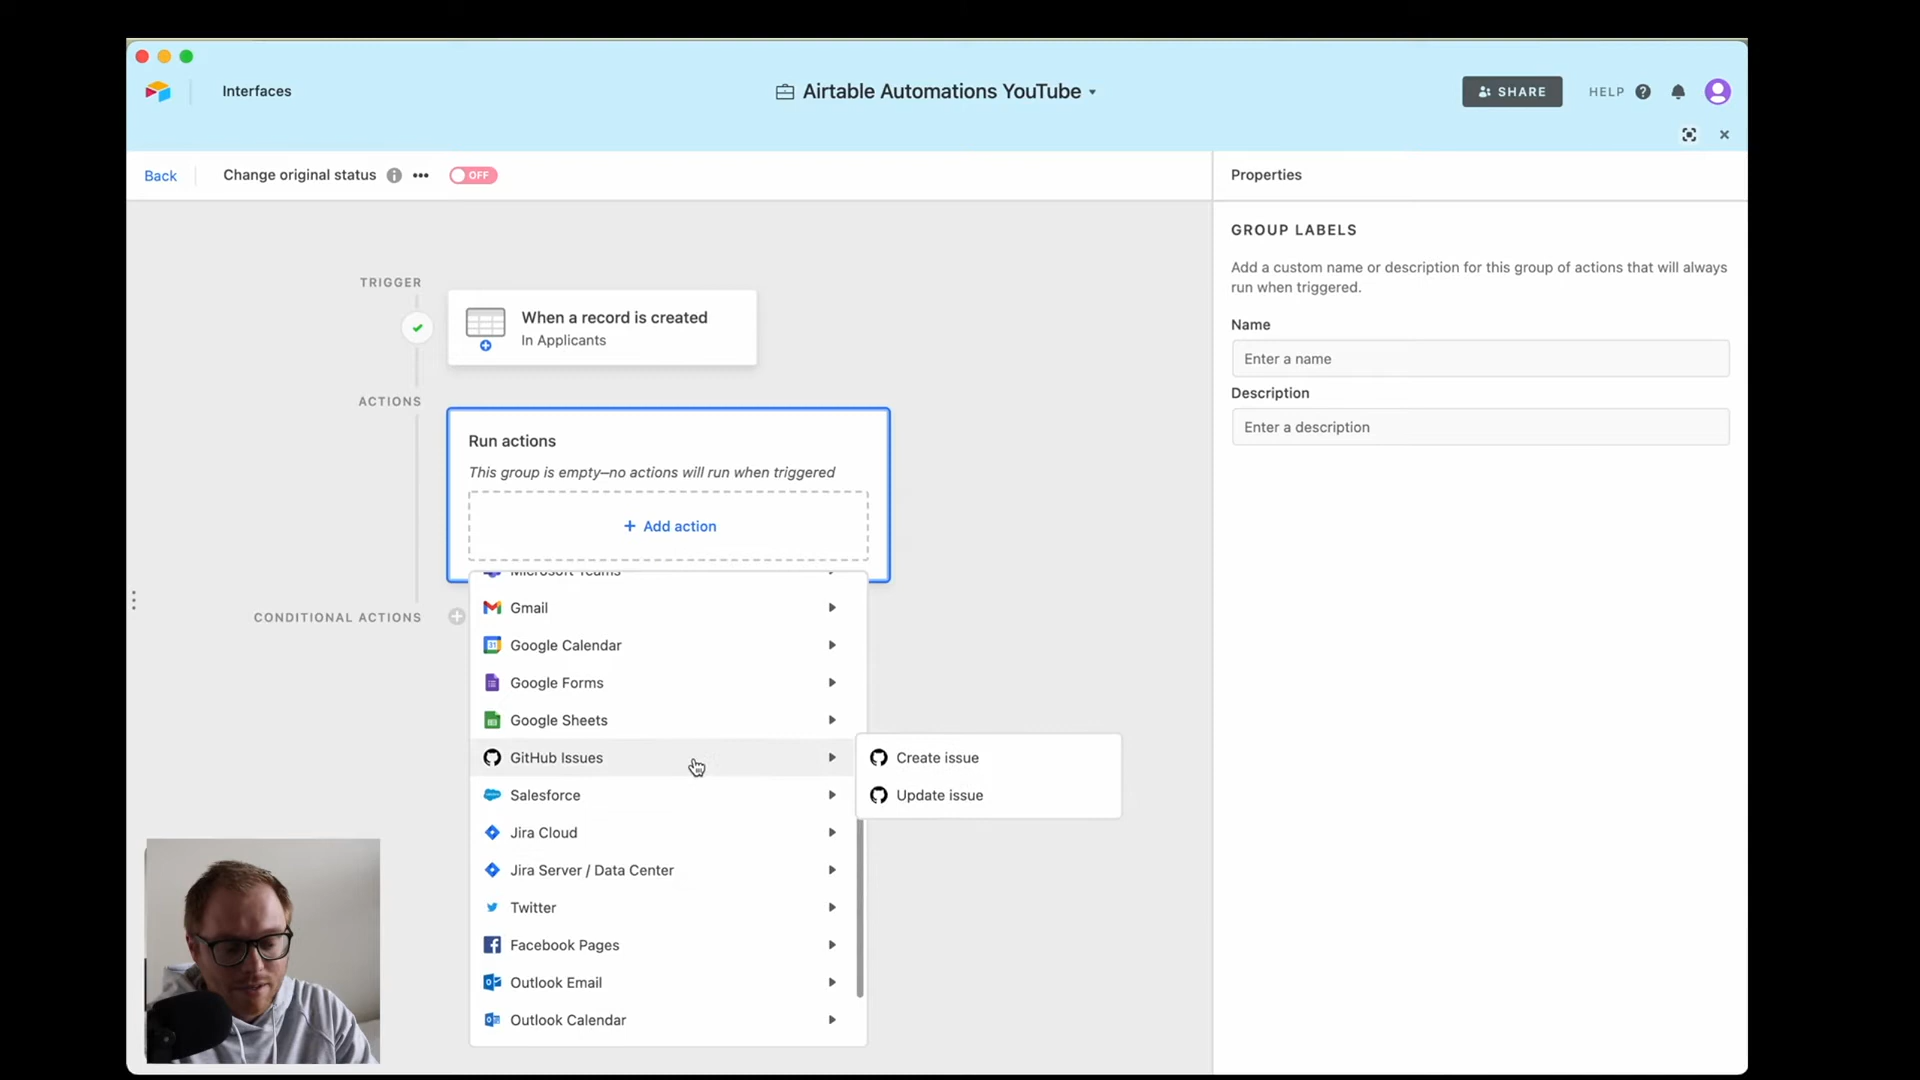 Interfaces
Airtable Automations YouTube
SHARE
HELP
Back
Change original status
OFF
Properties
GROUP LABELS
Add a custom name or description for this group of actions that will always
run when triggered.
Name
Enter a name
Description
Enter a description
TRIGGER
When a record is created
In Applicants
ACTIONS
Run actions
This group is empty–no actions will run when triggered
+ Add action
CONDITIONAL ACTIONS
Microsoft Teams
Gmail
Google Calendar
Google Forms
Google Sheets
GitHub Issues
Create issue
Salesforce
Update issue
Jira Cloud
Jira Server / Data Center
Twitter
Facebook Pages
Outlook Email
Outlook Calendar